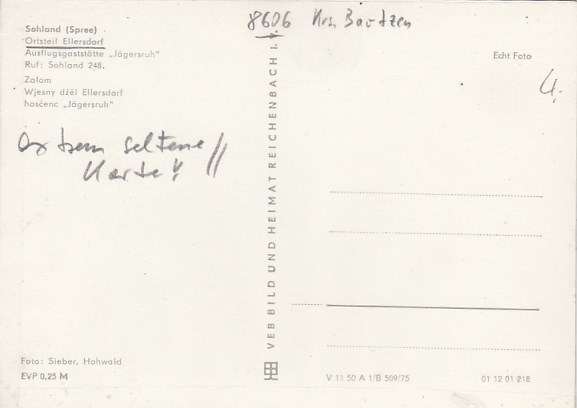 8606 Krs. Bautzen
Sohland (Spree)
Ortsteil Ellersdorf
Ausflugsgaststätte „Jägersruh"
Ruf: Sohland 248.
Załom
Wjesny dźěl Ellersdorf
hosćenc „Jägersruh"
Echt Foto
4,
extrem seltene
Karte!!
VEB BILD UND HEIMAT REICHENBACH I.
Foto: Sieber, Hohwald
EVP 0,25 M
V 11 50 A 1/B 509/75
01 12 01 218